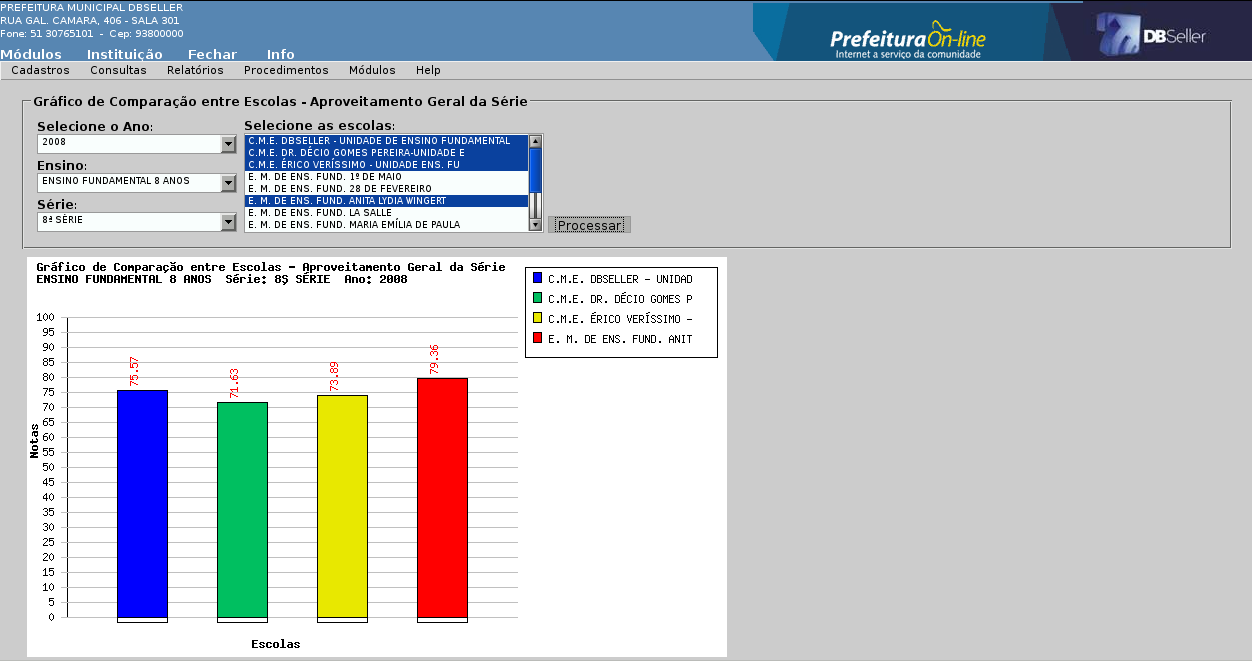 PREFEITURA MUNICIPAL DBSELLER
RUA GAL. CAMARA, 406 - SALA 301
Fone: 51 30765101 - Cep: 93800000
Prefeitura On-line
Internet a serviço da comunidade
DBSeller
Módulos Instituição Fechar Info
Cadastros Consultas Relatórios Procedimentos Módulos Help
Gráfico de Comparação entre Escolas - Aproveitamento Geral da Série
Selecione o Ano:
2008
Ensino:
ENSINO FUNDAMENTAL 8 ANOS
Série:
8ª SÉRIE
Selecione as escolas:
C.M.E. DBSELLER - UNIDADE DE ENSINO FUNDAMENTAL
C.M.E. DR. DÉCIO GOMES PEREIRA-UNIDADE E
C.M.E. ÉRICO VERÍSSIMO - UNIDADE ENS. FU
E. M. DE ENS. FUND. 1º DE MAIO
E. M. DE ENS. FUND. 28 DE FEVEREIRO
E. M. DE ENS. FUND. ANITA LYDIA WINGERT
E. M. DE ENS. FUND. LA SALLE
E. M. DE ENS. FUND. MARIA EMÍLIA DE PAULA
Processar
Gráfico de Comparação entre Escolas - Aproveitamento Geral da Série
ENSINO FUNDAMENTAL 8 ANOS Série: 8ş SÉRIE Ano: 2008
C.M.E. DBSELLER - UNIDAD
C.M.E. DR. DÉCIO GOMES P
C.M.E. ÉRICO VERÍSSIMO -
E. M. DE ENS. FUND. ANIT
100
95
90
85
80
75
70
65
60
55
50
45
40
35
30
25
20
15
10
5
0
Notas
75.57
71.63
73.89
79.36
Escolas